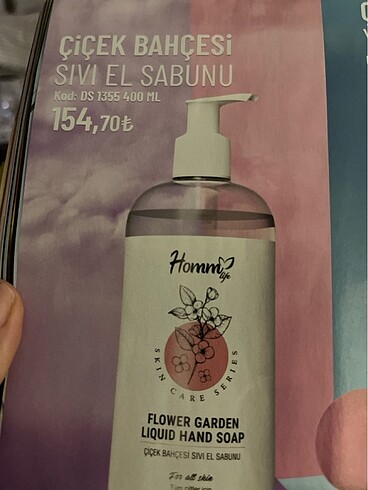 ÇİÇEK BAHÇESİ
SIVI EL SABUNU
Kod: DS 1355 400 ML
154,70₺
Homm
life
SKIN CARE SERIES
FLOWER GARDEN
LIQUID HAND SOAP
ÇİÇEK BAHÇESİ SIVI EL SABUNU
For all skin